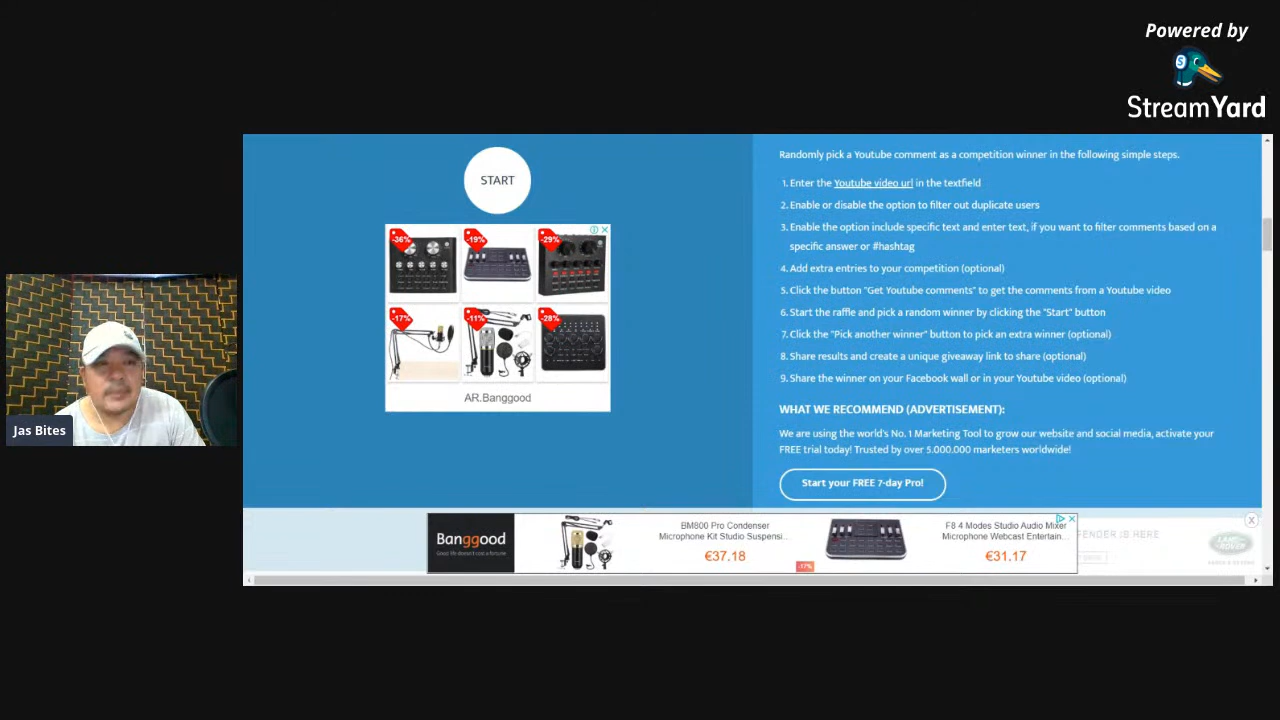 Powered by
S
StreamYard
Jas Bites
START
-36%
-19%
-29%
-17%
-11%
-28%
AR.Banggood
Randomly pick a Youtube comment as a competition winner in the following simple steps.
1. Enter the Youtube video url in the textfield
2. Enable or disable the option to filter out duplicate users
3. Enable the option include specific text and enter text, if you want to filter comments based on a
specific answer or #hashtag
4. Add extra entries to your competition (optional)
5. Click the button "Get Youtube comments" to get the comments from a Youtube video
6. Start the raffle and pick a random winner by clicking the "Start" button
7. Click the "Pick another winner" button to pick an extra winner (optional)
8. Share results and create a unique giveaway link to share (optional)
9. Share the winner on your Facebook wall or in your Youtube video (optional)
WHAT WE RECOMMEND (ADVERTISEMENT):
We are using the world's No. 1 Marketing Tool to grow our website and social media, activate your
FREE trial today! Trusted by over 5.000.000 marketers worldwide!
Start your FREE 7-day Pro!
Banggood
BM800 Pro Condenser
Microphone Kit Studio Suspensi...
€37.18
-17%
F8 4 Modes Studio Audio Mixer
Microphone Webcast Entertain...
€31.17
FENDER IS HERE
LAND
ROVER